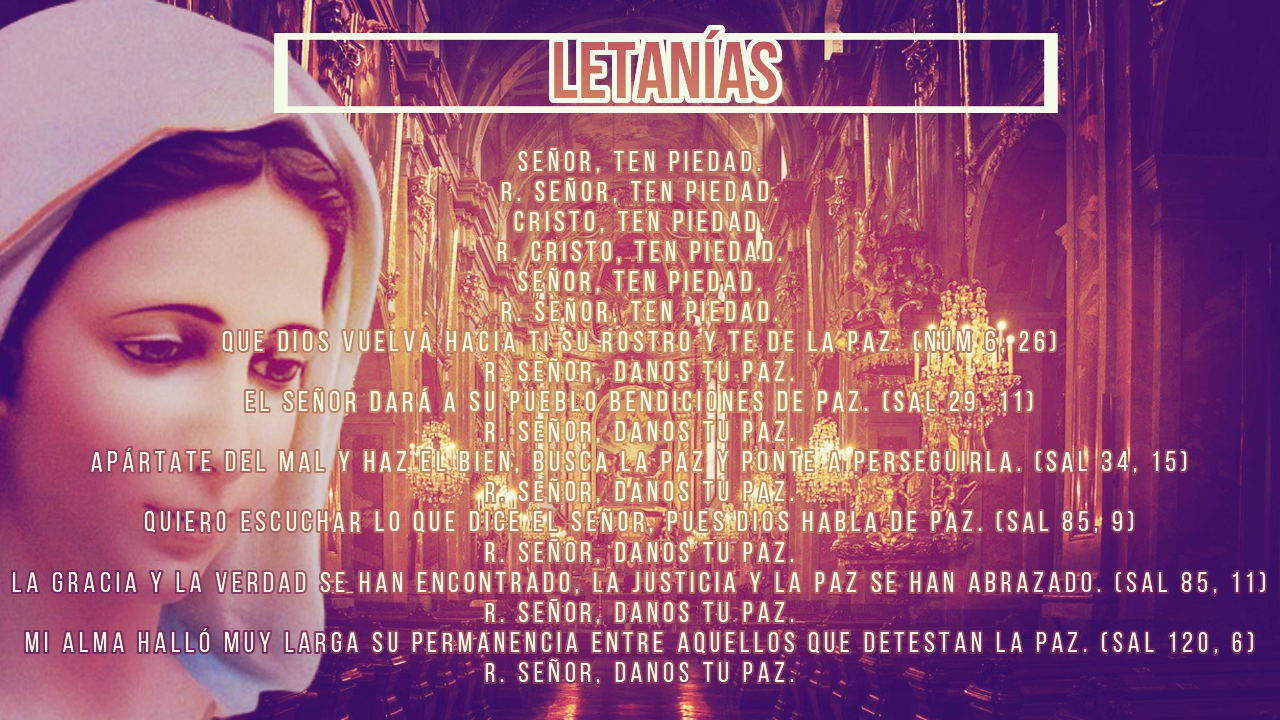 LETANÍAS
SEÑOR, TEN PIEDAD.
R. SEÑOR, TEN PIEDAD.
CRISTO, TEN PIEDAD.
R. CRISTO, TEN PIEDAD.
SEÑOR, TEN PIEDAD.
R. SEÑOR, TEN PIEDAD.
QUE DIOS VUELVA HACIA TI SU ROSTRO Y TE DE LA PAZ. (NÚM 6, 26)
R. SEÑOR, DANOS TU PAZ.
EL SEÑOR DARÁ A SU PUEBLO BENDICIONES DE PAZ. (SAL 29, 11)
R. SEÑOR, DANOS TU PAZ.
APÁRTATE DEL MAL Y HAZ EL BIEN, BUSCA LA PAZ Y PONTE A PERSEGUIRLA. (SAL 34, 15)
R. SEÑOR, DANOS TU PAZ.
QUIERO ESCUCHAR LO QUE DICE EL SEÑOR, PUES DIOS HABLA DE PAZ. (SAL 85, 9)
R. SEÑOR, DANOS TU PAZ.
LA GRACIA Y LA VERDAD SE HAN ENCONTRADO, LA JUSTICIA Y LA PAZ SE HAN ABRAZADO. (SAL 85, 11)
R. SEÑOR, DANOS TU PAZ.
MI ALMA HALLÓ MUY LARGA SU PERMANENCIA ENTRE AQUELLOS QUE DETESTAN LA PAZ. (SAL 120, 6)
R. SEÑOR, DANOS TU PAZ.